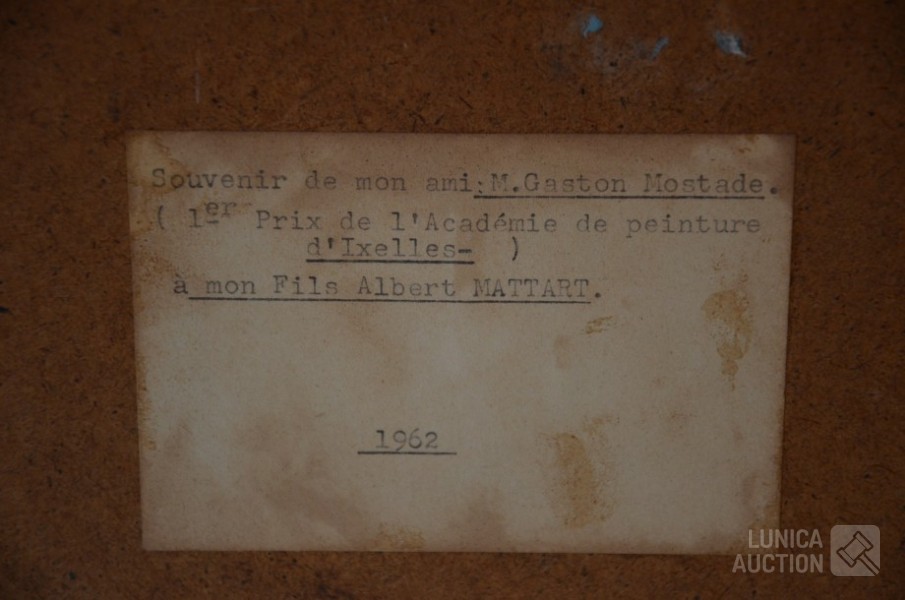 Souvenir de mon ami: M.Gaston Mostade.
( 1er Prix de l'Académie de peinture
d'Ixelles- )
à mon Fils Albert MATTART.
1962
LUNICA
AUCTION